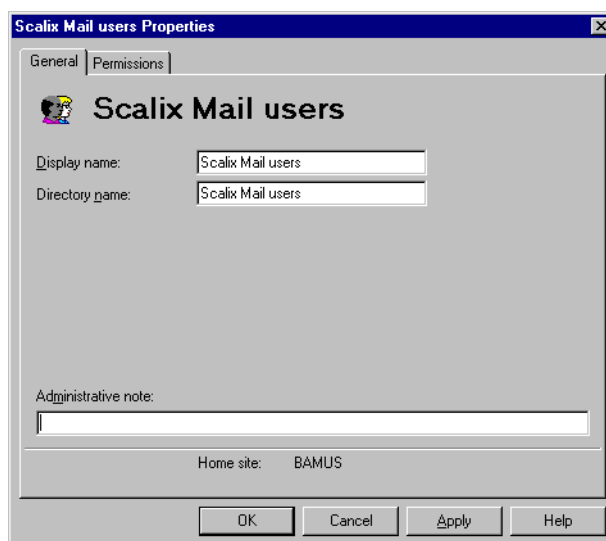 Scalix Mail users Properties
General Permissions
Scalix Mail users
Display name: Scalix Mail users
Directory name: Scalix Mail users
Administrative note:
Home site: BAMUS
OK Cancel Apply Help